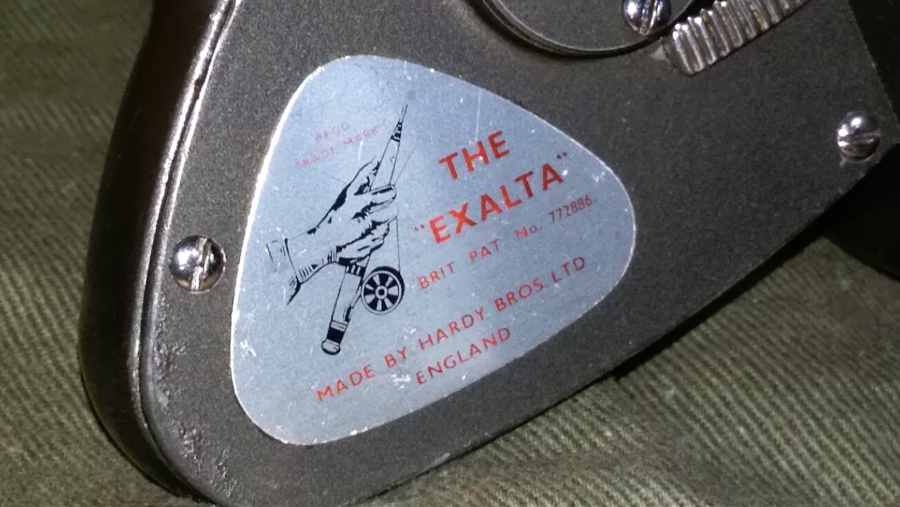 REGD
TRADE MARK
THE
"EXALTA"
BRIT PAT No. 772886
MADE BY HARDY BROS. LTD
ENGLAND